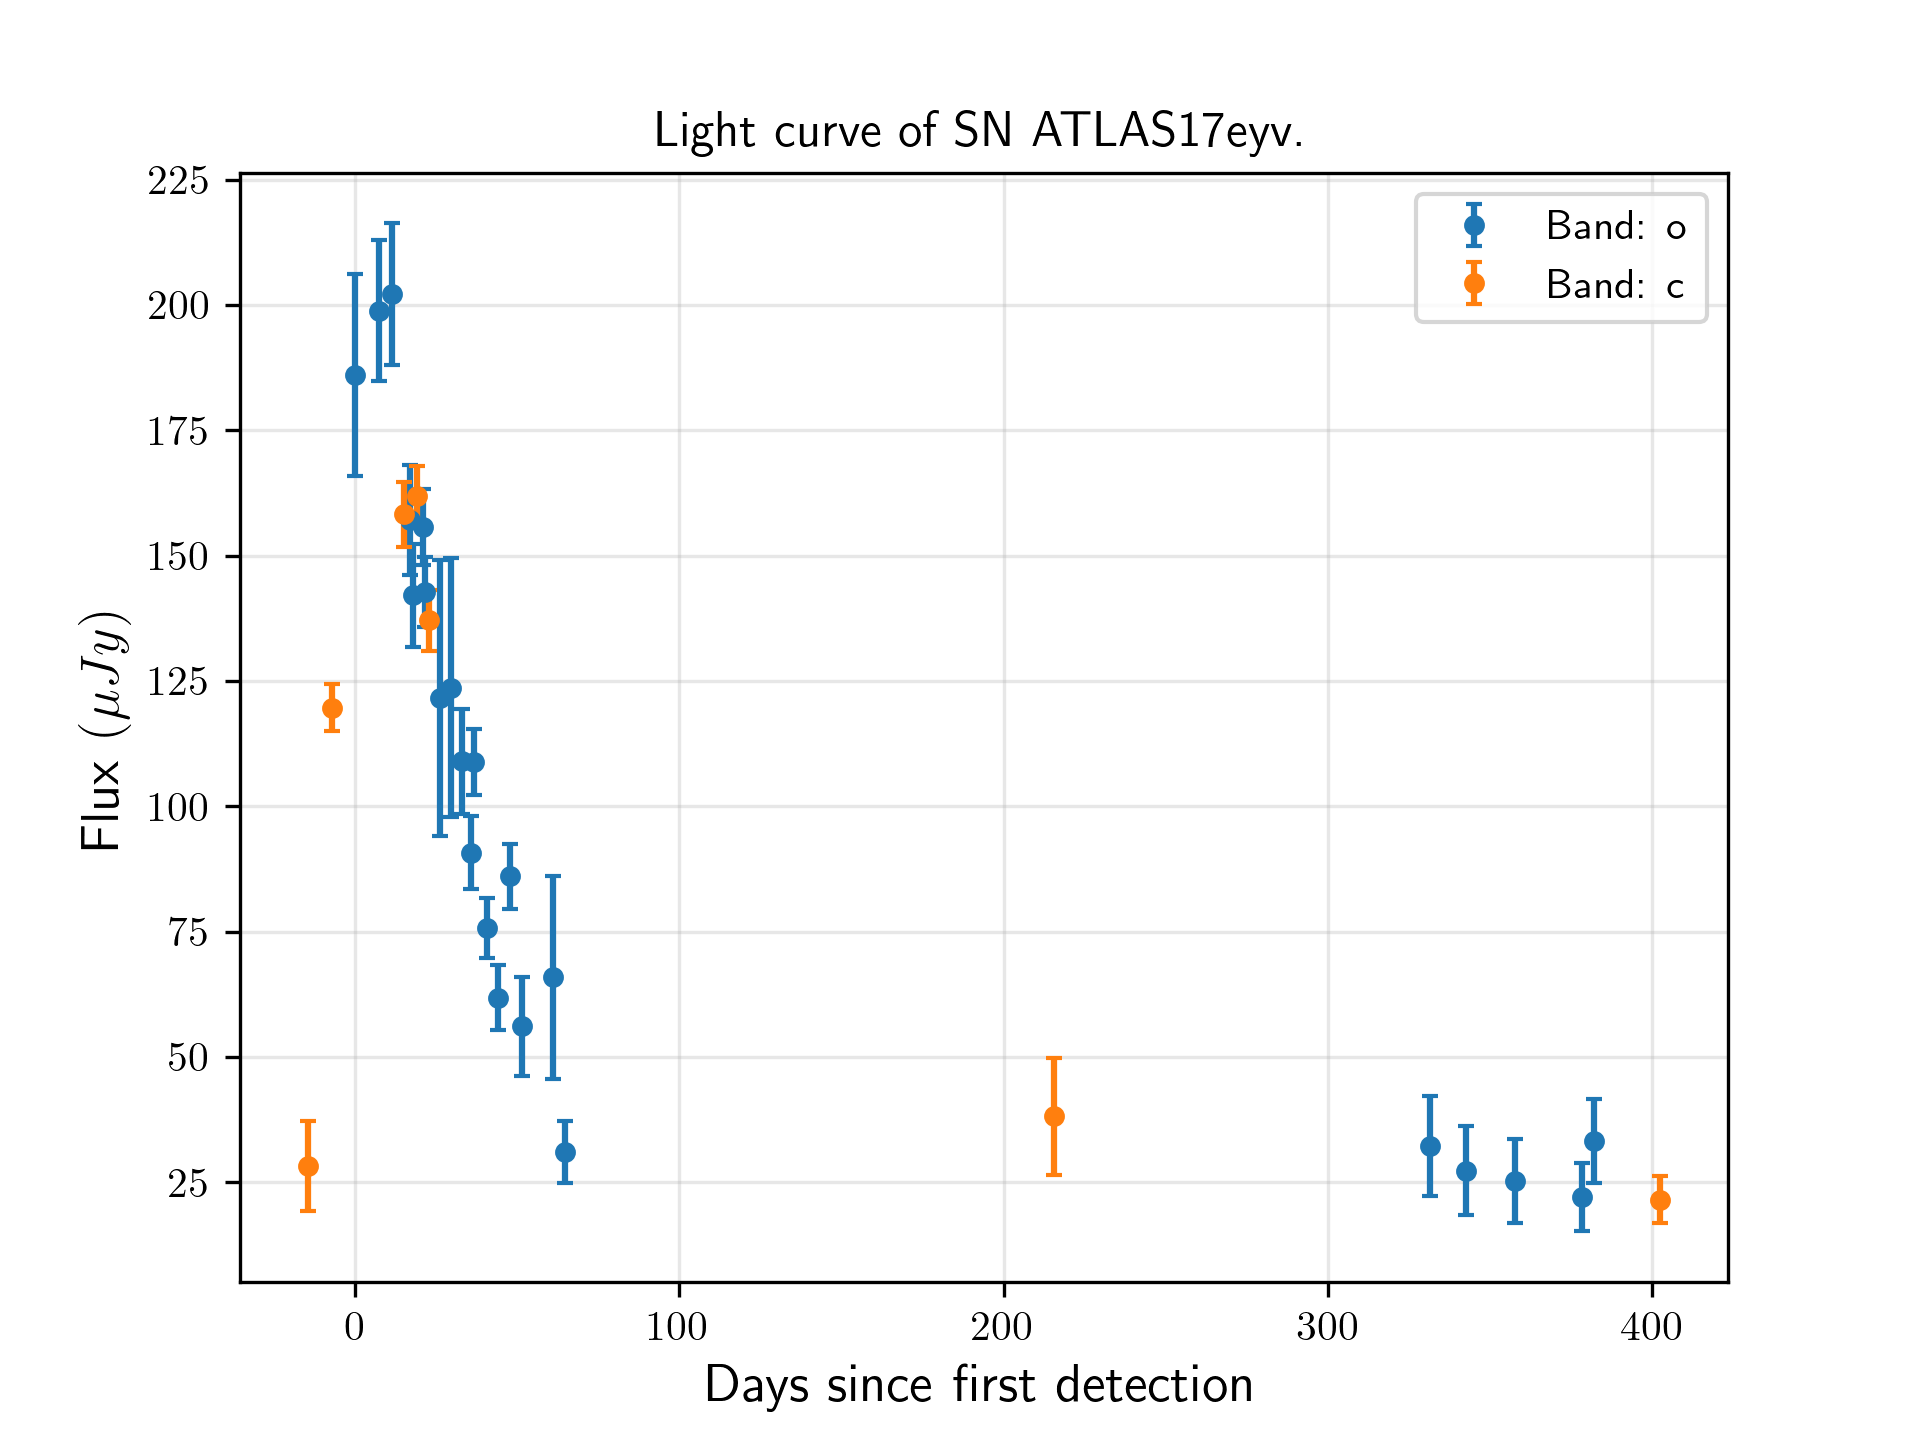 Light curve of SN ATLAS17eyv.
225
200
175
150
125
100
75
50
25
Flux (μJy)
Band: o
Band: c
0 100 200 300 400
Days since first detection